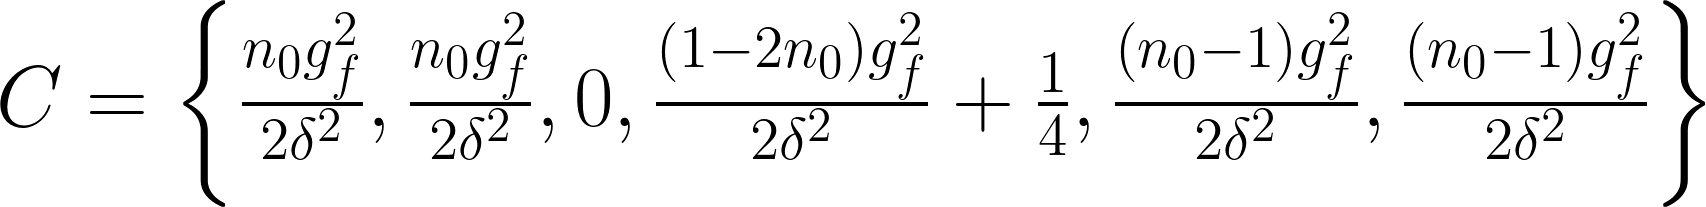 C = \left\{ \frac{n_0 g_f^2}{2\delta^2}, \frac{n_0 g_f^2}{2\delta^2}, 0, \frac{(1-2n_0) g_f^2}{2\delta^2} + \frac{1}{4}, \frac{(n_0-1) g_f^2}{2\delta^2}, \frac{(n_0-1) g_f^2}{2\delta^2} \right\}